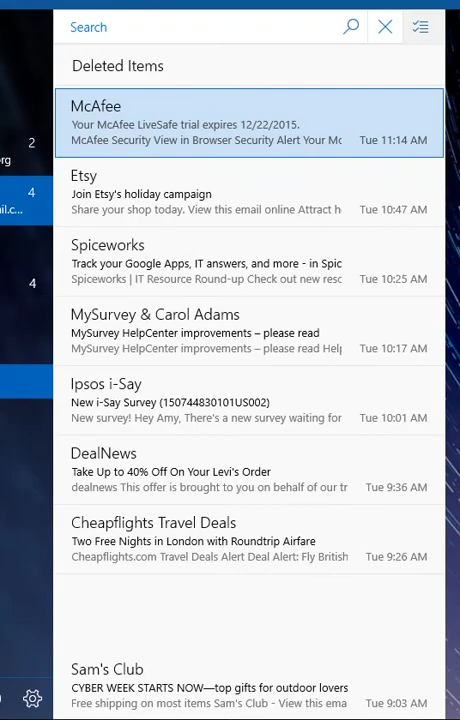 Search
Deleted Items
McAfee
Your McAfee LiveSafe trial expires 12/22/2015.
McAfee Security View in Browser Security Alert Your Mc Tue 11:14 AM
Etsy
Join Etsy's holiday campaign
Share your shop today. View this email online Attract h Tue 10:47 AM
Spiceworks
Track your Google Apps, IT answers, and more - in Spic
Spiceworks | IT Resource Round-up Check out new resc Tue 10:25 AM
MySurvey & Carol Adams
MySurvey HelpCenter improvements – please read
MySurvey HelpCenter improvements – please read Help Tue 10:17 AM
Ipsos i-Say
New i-Say Survey (150744830101US002)
New survey! Hey Amy, There's a new survey waiting for Tue 10:01 AM
DealNews
Take Up to 40% Off On Your Levi's Order
dealnews This offer is brought to you on behalf of our tr Tue 9:36 AM
Cheapflights Travel Deals
Two Free Nights in London with Roundtrip Airfare
Cheapflights.com Travel Deals Alert Deal Alert: Fly British Tue 9:26 AM
Sam's Club
CYBER WEEK STARTS NOW—top gifts for outdoor lovers
Free shipping on most items Sam's Club - View this ema Tue 9:03 AM
2
org
4
ail.c...
4